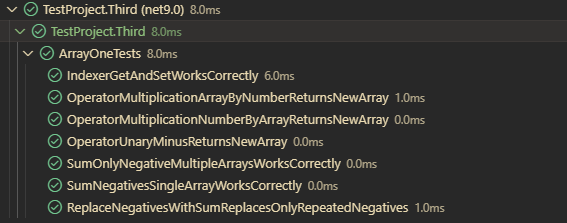 TestProject.Third (net9.0) 8.0ms
TestProject.Third 8.0ms
ArrayOneTests 8.0ms
IndexerGetAndSetWorksCorrectly 6.0ms
OperatorMultiplicationArrayByNumberReturnsNewArray 1.0ms
OperatorMultiplicationNumberByArrayReturnsNewArray 0.0ms
OperatorUnaryMinusReturnsNewArray 0.0ms
SumOnlyNegativeMultipleArraysWorksCorrectly 0.0ms
SumNegativesSingleArrayWorksCorrectly 0.0ms
ReplaceNegativesWithSumReplacesOnlyRepeatedNegatives 1.0ms